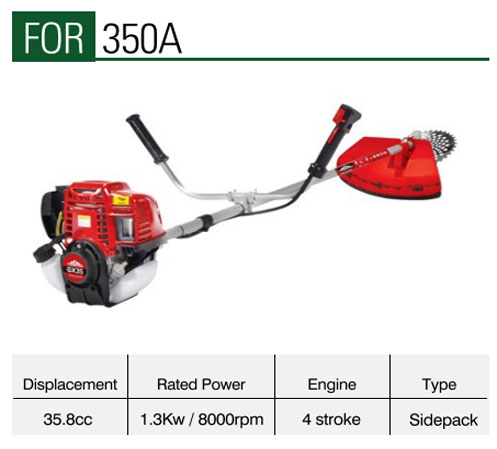 FOR 350A
GX35
Displacement Rated Power Engine Type
35.8cc 1.3Kw / 8000rpm 4 stroke Sidepack